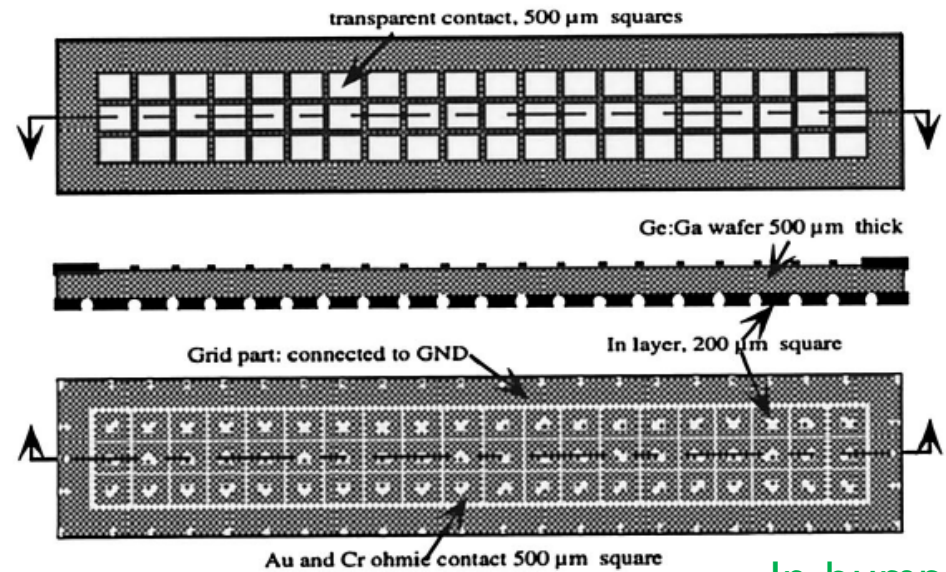 transparent contact, 500 µm squares
Ge:Ga wafer 500 µm thick
Grid part: connected to GND
In layer, 200 µm square
Au and Cr ohmic contact 500 µm square